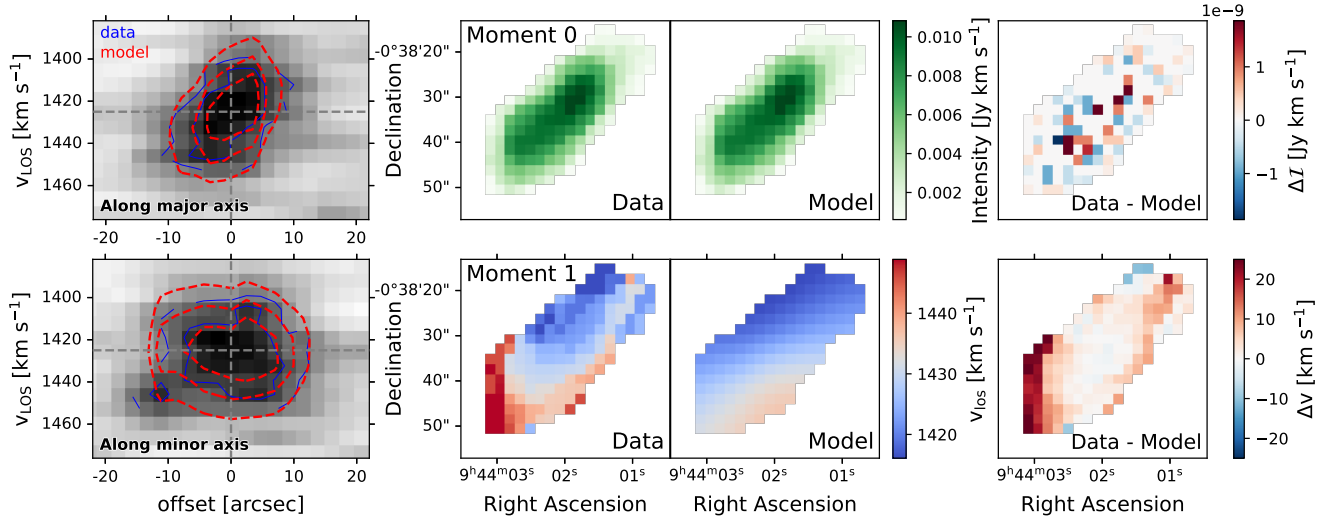 data
model
v_LOS [km s⁻¹]
1400
1420
1440
1460
Along major axis
-20
-10
0
10
20
Moment 0
Declination
-0°38'20"
30"
40"
50"
Data
Model
Intensity [Jy km s⁻¹]
0.010
0.008
0.006
0.004
0.002
Data - Model
1e-9
1
0
−1
Δℐ [Jy km s⁻¹]
v_LOS [km s⁻¹]
1400
1420
1440
1460
Along minor axis
-20
-10
0
10
20
offset [arcsec]
Moment 1
Declination
-0°38'20"
30"
40"
50"
Data
9ʰ44ᵐ03ˢ
02ˢ
01ˢ
Right Ascension
Model
9ʰ44ᵐ03ˢ
02ˢ
01ˢ
Right Ascension
v_los [km s⁻¹]
1440
1430
1420
Data - Model
9ʰ44ᵐ03ˢ
02ˢ
01ˢ
Right Ascension
20
10
0
−10
−20
Δv [km s⁻¹]